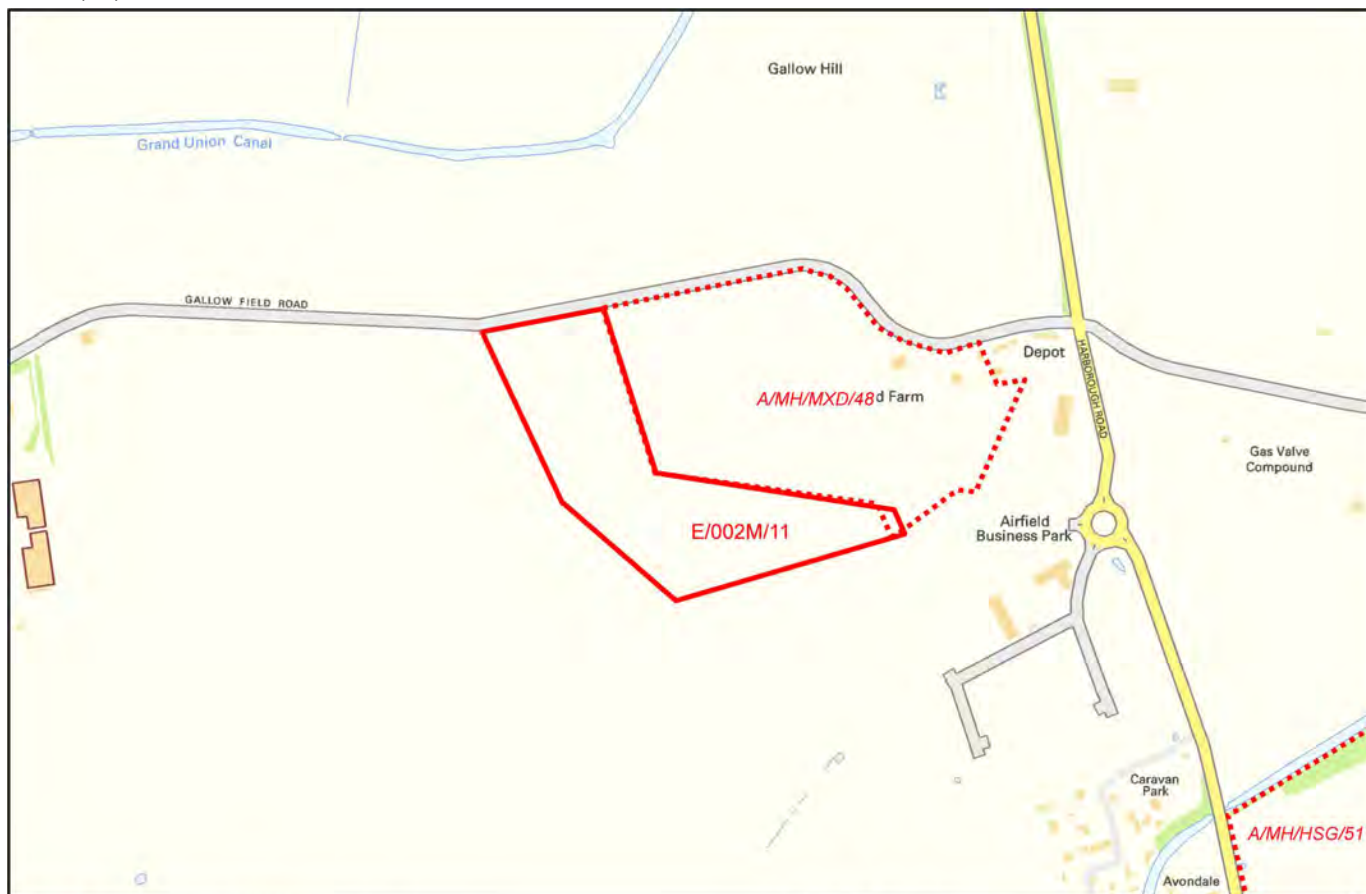 Gallow Hill
Grand Union Canal
GALLOW FIELD ROAD
Depot
HARBOROUGH ROAD
A/MH/MXD/48
d Farm
Gas Valve
Compound
Airfield
Business Park
E/002M/11
Caravan
Park
A/MH/HSG/51
Avondale